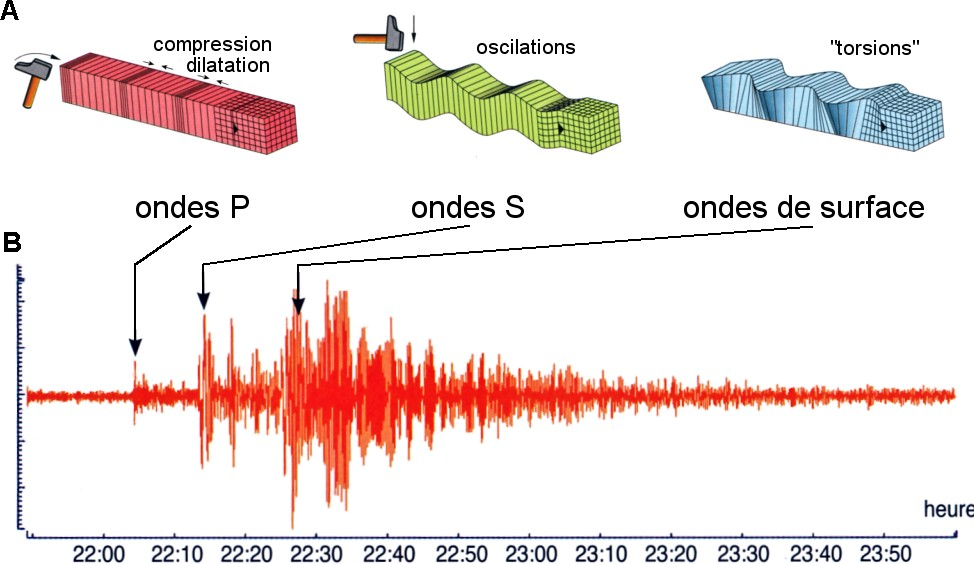 A
compression
dilatation
oscilations
"torsions"
ondes P
ondes S
ondes de surface
B
heure
22:00
22:10
22:20
22:30
22:40
22:50
23:00
23:10
23:20
23:30
23:40
23:50